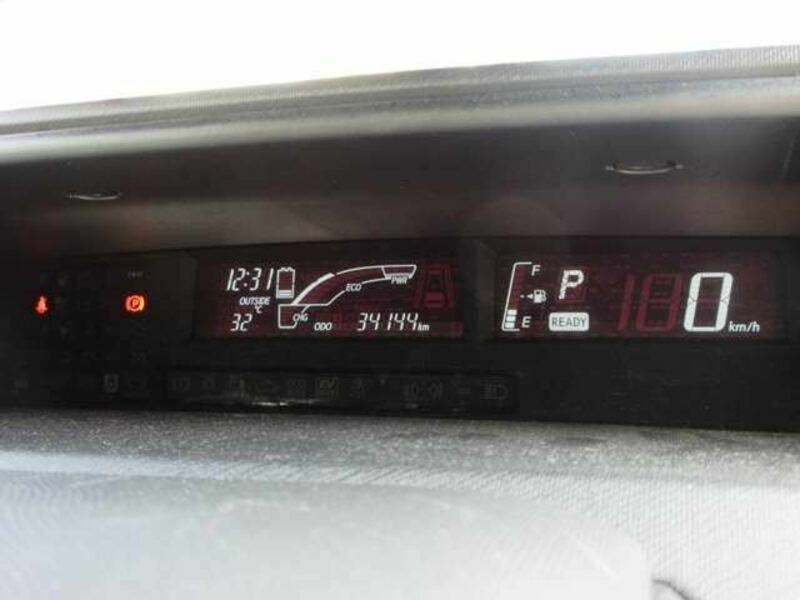 12:31
OUTSIDE
32°C
CHG ECO PWR
ODO 34144 km
F
E
P
READY
0 km/h
(P)